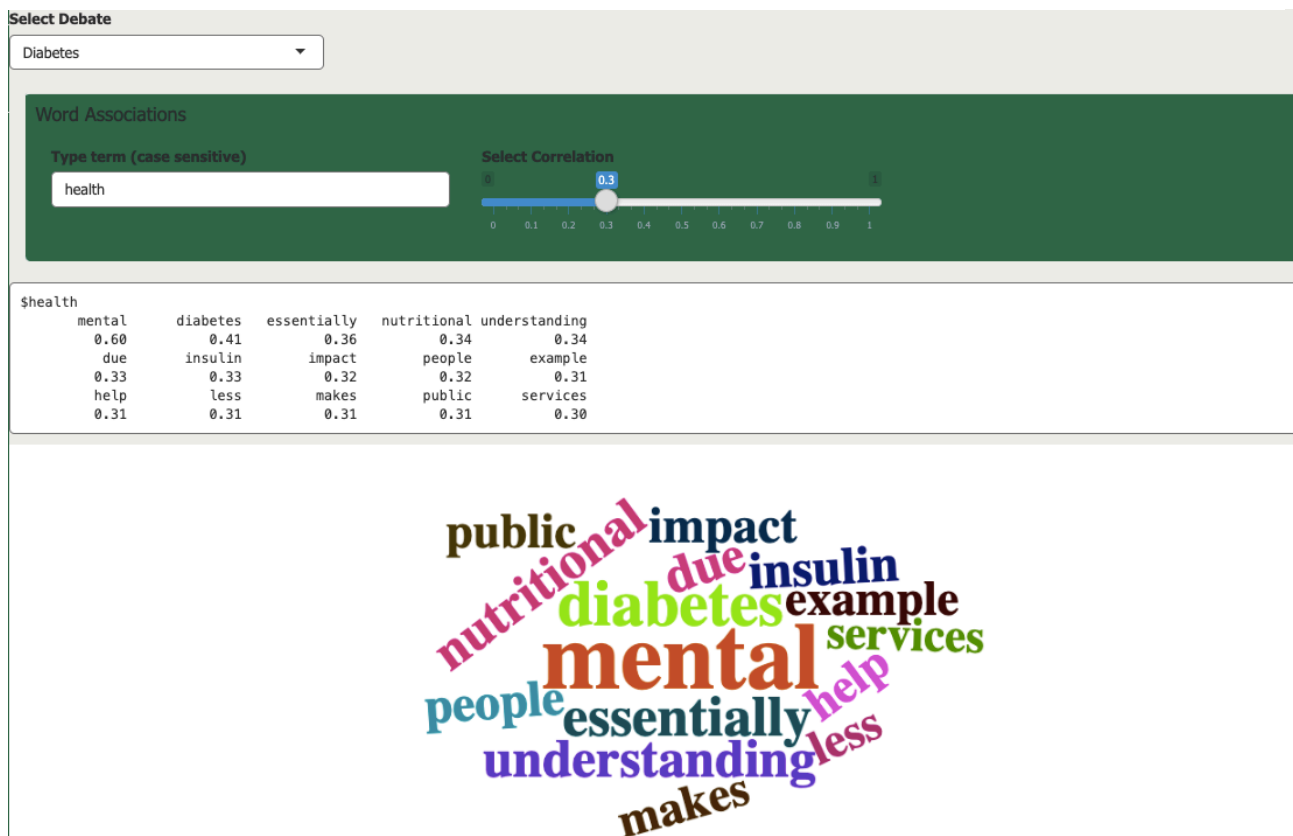 Select Debate
Diabetes
Word Associations
Type term (case sensitive)
Select Correlation
health
0
0.3
1
0 0.1 0.2 0.3 0.4 0.5 0.6 0.7 0.8 0.9 1
$health
mental diabetes essentially nutritional understanding
0.60 0.41 0.36 0.34 0.34
due insulin impact people example
0.33 0.33 0.32 0.32 0.31
help less makes public services
0.31 0.31 0.31 0.31 0.30
public
nutritional
impact
due
insulin
diabetes
example
mental
services
people
essentially
help
understanding
less
makes